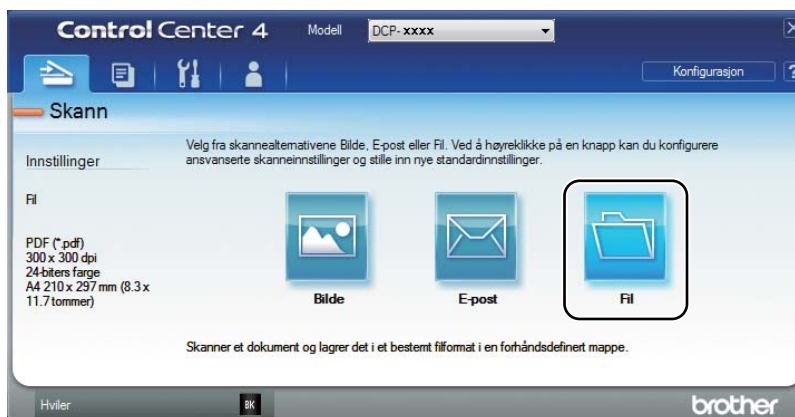 Control Center 4
Modell
DCP- xxxx
Konfigurasjon
?
Skann
Velg fra skannealternativene Bilde, E-post eller Fil. Ved å høyreklikke på en knapp kan du konfigurere
ansvanserte skanneinnstillinger og stille inn nye standardinnstillinger.
Innstillinger
Fil
PDF (*.pdf)
300 x 300 dpi
24-biters farge
A4 210 x 297 mm (8.3 x
11.7 tommer)
Bilde
E-post
Fil
Skanner et dokument og lagrer det i et bestemt filformat i en forhåndsdefinert mappe.
Hviler
BK
brother